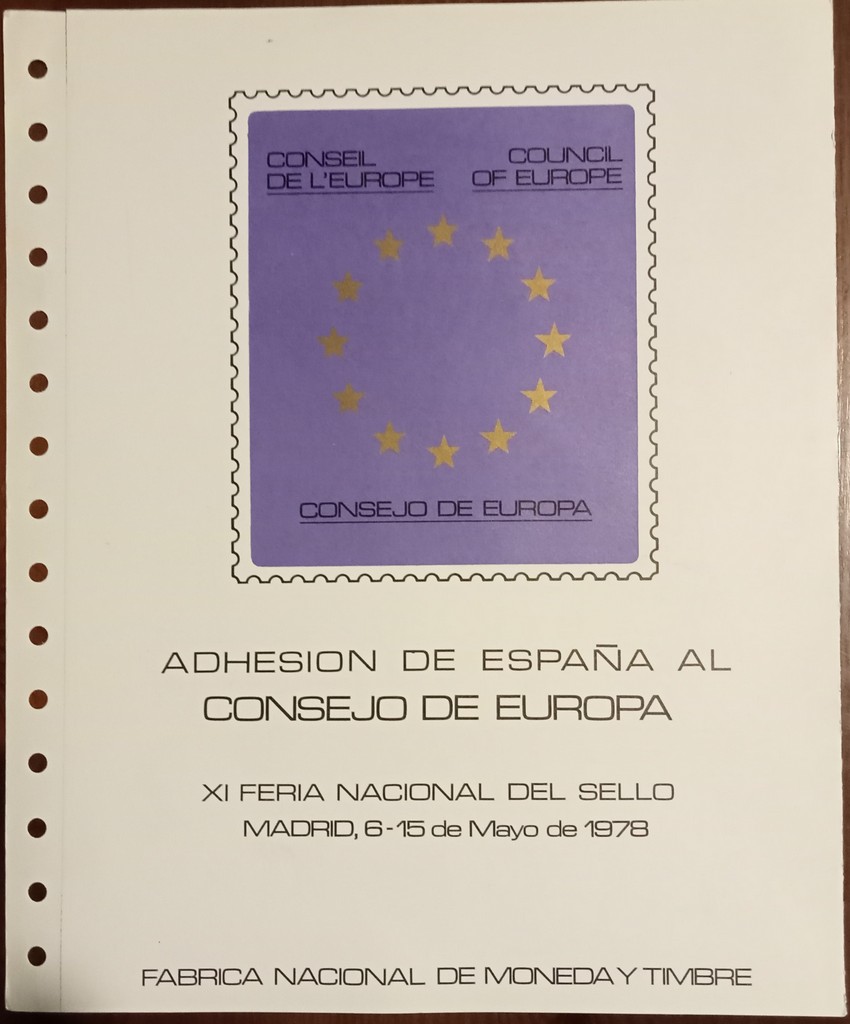 CONSEIL
DE L'EUROPE
COUNCIL
OF EUROPE
CONSEJO DE EUROPA
ADHESION DE ESPAÑA AL
CONSEJO DE EUROPA
XI FERIA NACIONAL DEL SELLO
MADRID, 6-15 de Mayo de 1978
FABRICA NACIONAL DE MONEDA Y TIMBRE